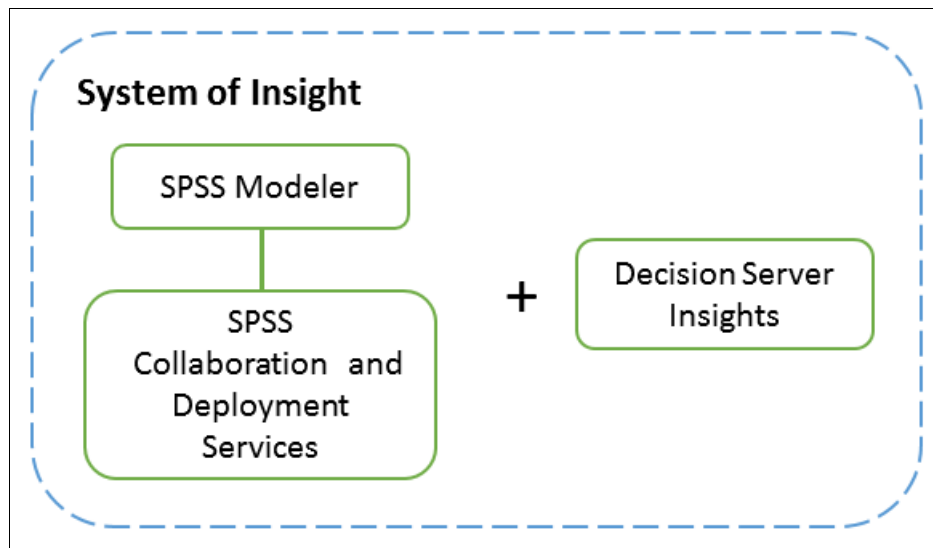 System of Insight
SPSS Modeler
SPSS
Collaboration and
Deployment
Services
+
Decision Server
Insights